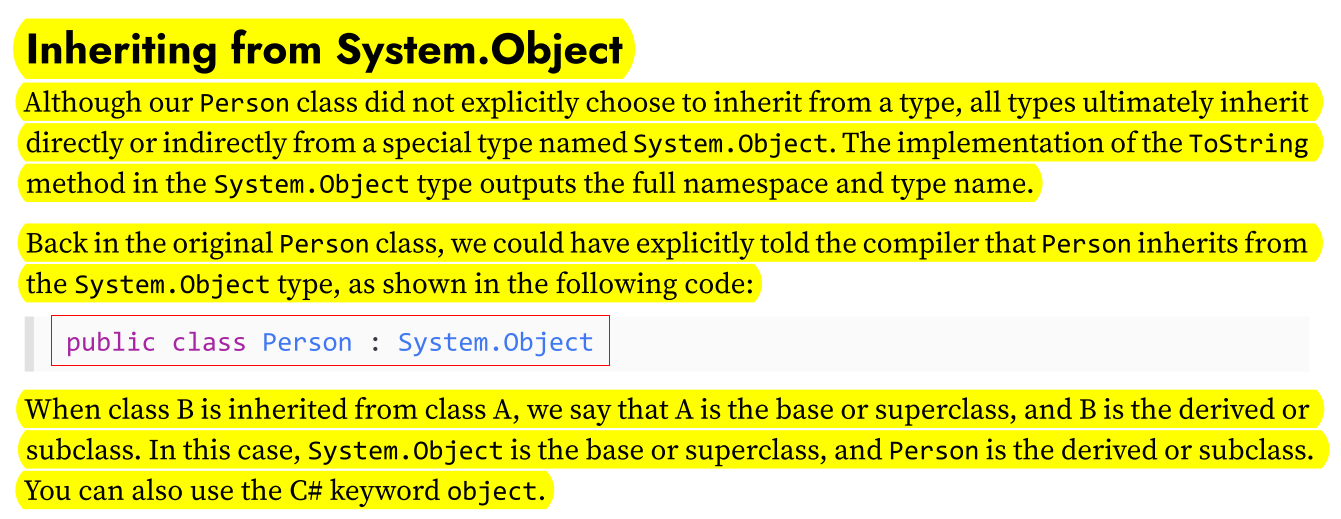 Inheriting from System.Object
Although our Person class did not explicitly choose to inherit from a type, all types ultimately inherit
directly or indirectly from a special type named System.Object. The implementation of the ToString
method in the System.Object type outputs the full namespace and type name.
Back in the original Person class, we could have explicitly told the compiler that Person inherits from
the System.Object type, as shown in the following code:
public class Person : System.Object
When class B is inherited from class A, we say that A is the base or superclass, and B is the derived or
subclass. In this case, System.Object is the base or superclass, and Person is the derived or subclass.
You can also use the C# keyword object.